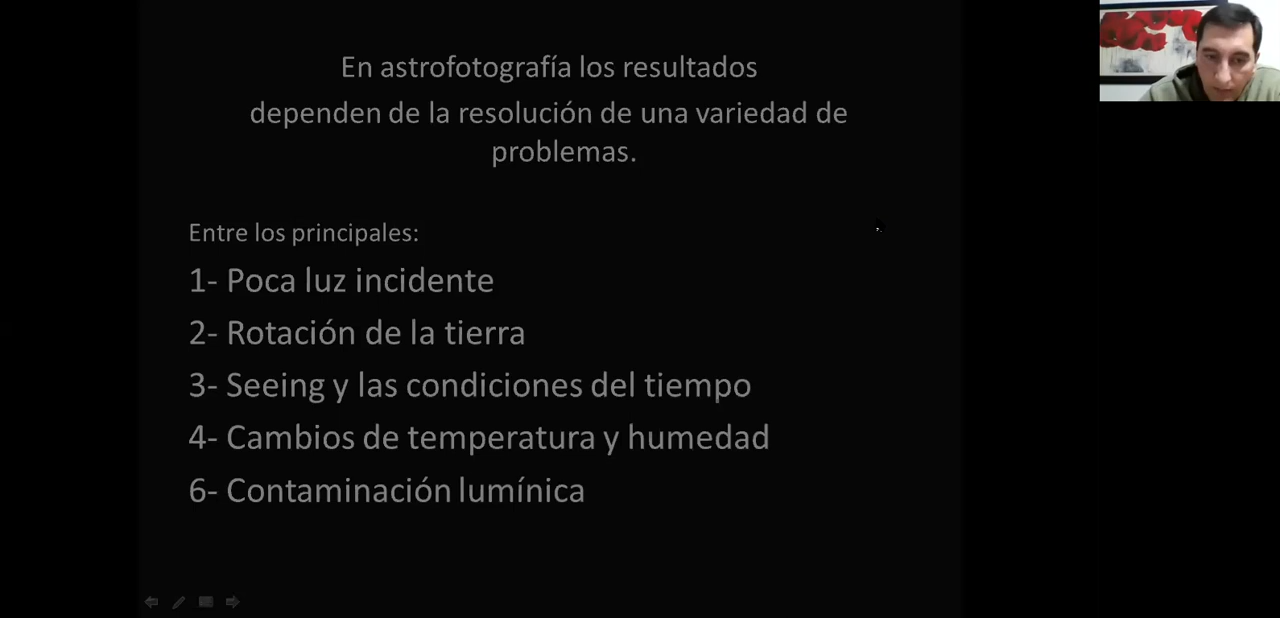 En astrofotografía los resultados
dependen de la resolución de una variedad de
problemas.
Entre los principales:
1- Poca luz incidente
2- Rotación de la tierra
3- Seeing y las condiciones del tiempo
4- Cambios de temperatura y humedad
6- Contaminación lumínica